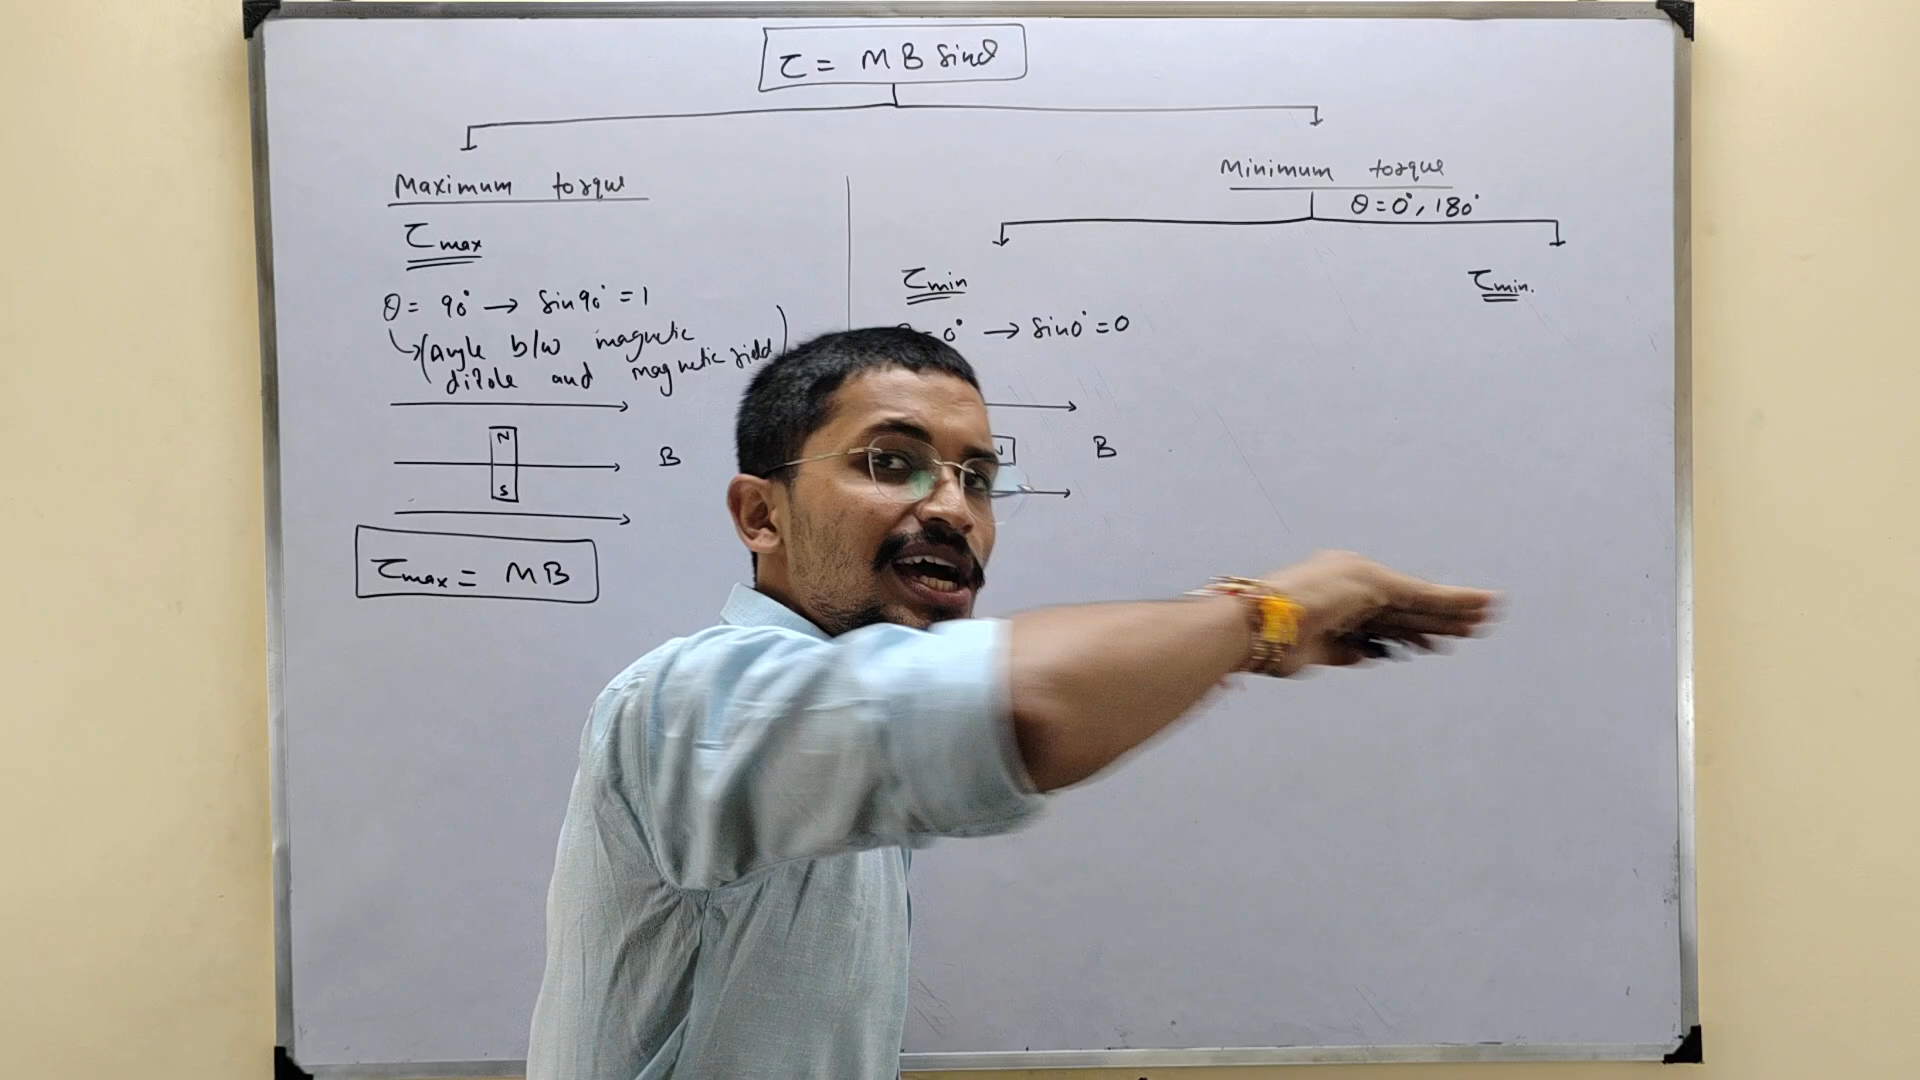 τ = MB sinθ
Maximum torque
τmax
θ = 90° → sin90° = 1
(Angle b/w magnetic
dipole and magnetic field)
N
S
B
τmax = MB
Minimum torque
θ = 0°, 180°
τmin
= 0° → sin0° = 0
B
τmin.